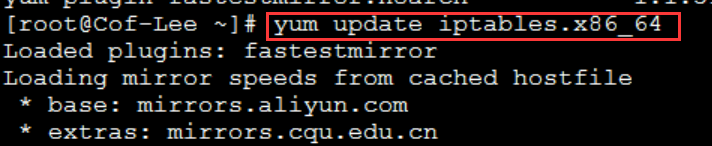 [root@Cof-Lee ~]# yum update iptables.x86_64
Loaded plugins: fastestmirror
Loading mirror speeds from cached hostfile
 * base: mirrors.aliyun.com
 * extras: mirrors.cqu.edu.cn